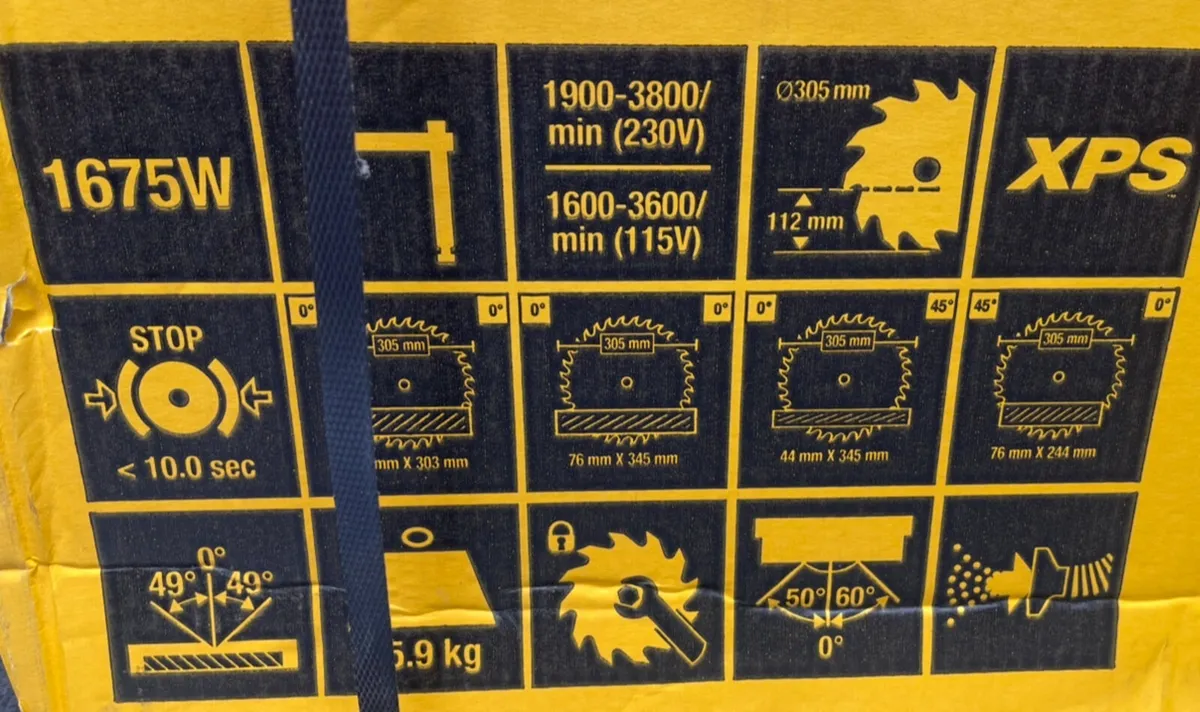 1675W
1900-3800/
min (230V)
1600-3600/
min (115V)
Ø305 mm
112 mm
XPS
STOP
< 10.0 sec
0° 0°
305 mm
mm X 303 mm
0° 0°
305 mm
76 mm X 345 mm
0° 45°
305 mm
44 mm X 345 mm
45° 0°
305 mm
76 mm X 244 mm
0°
49° 49°
5.9 kg
50° 60°
0°